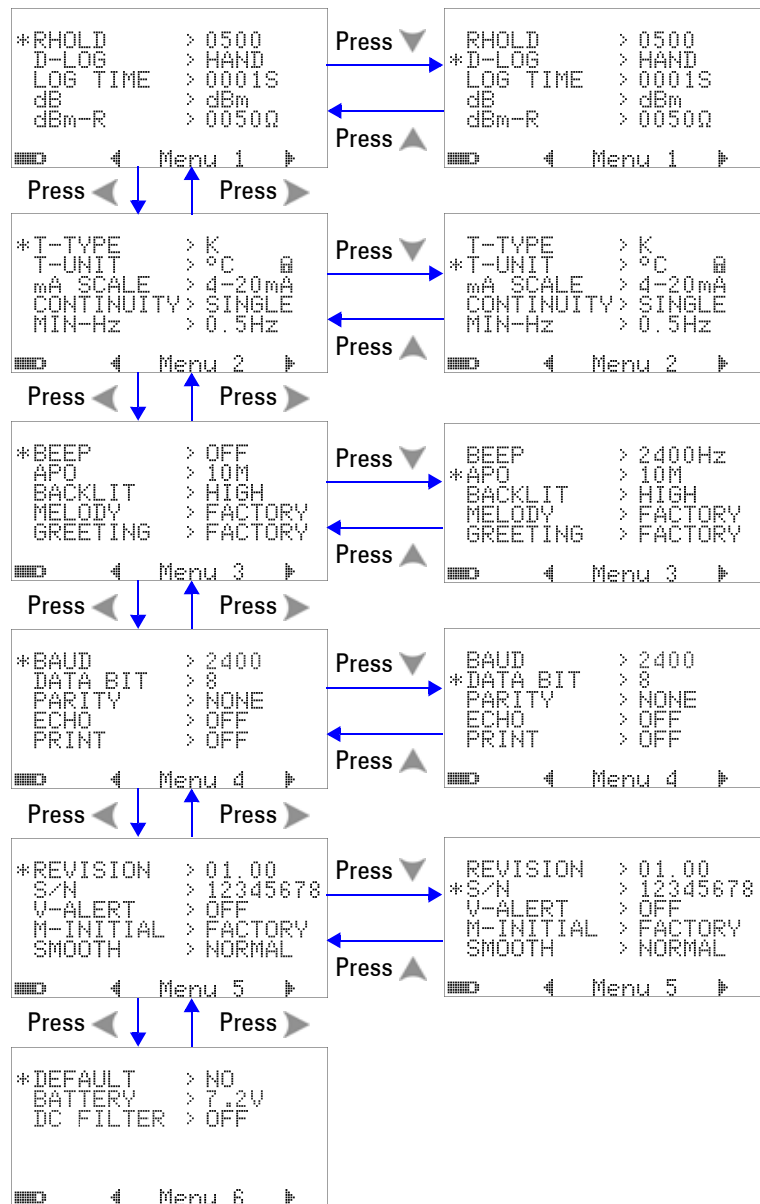 *RHOLD > 0500
D-LOG > HAND
LOG TIME > 0001S
dB > dBm
dBm-R > 0050Ω
Menu 1
Press
Press
RHOLD > 0500
*D-LOG > HAND
LOG TIME > 0001S
dB > dBm
dBm-R > 0050Ω
Menu 1
Press
Press
*T-TYPE > K
T-UNIT > °C
mA SCALE > 4-20mA
CONTINUITY > SINGLE
MIN-Hz > 0.5Hz
Menu 2
Press
Press
T-TYPE > K
*T-UNIT > °C
mA SCALE > 4-20mA
CONTINUITY > SINGLE
MIN-Hz > 0.5Hz
Menu 2
Press
Press
*BEEP > OFF
APO > 10M
BACKLIT > HIGH
MELODY > FACTORY
GREETING > FACTORY
Menu 3
Press
Press
BEEP > 2400Hz
*APO > 10M
BACKLIT > HIGH
MELODY > FACTORY
GREETING > FACTORY
Menu 3
Press
Press
*BAUD > 2400
DATA BIT > 8
PARITY > NONE
ECHO > OFF
PRINT > OFF
Menu 4
Press
Press
BAUD > 2400
*DATA BIT > 8
PARITY > NONE
ECHO > OFF
PRINT > OFF
Menu 4
Press
Press
*REVISION > 01.00
S/N > 12345678
V-ALERT > OFF
M-INITIAL > FACTORY
SMOOTH > NORMAL
Menu 5
Press
Press
REVISION > 01.00
*S/N > 12345678
V-ALERT > OFF
M-INITIAL > FACTORY
SMOOTH > NORMAL
Menu 5
Press
Press
*DEFAULT > NO
BATTERY > 7.2V
DC FILTER > OFF
Menu 6